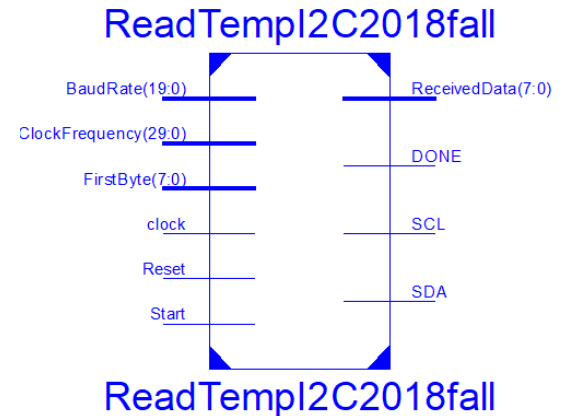 ReadTempI2C2018fall
BaudRate(19:0)
ClockFrequency(29:0)
FirstByte(7:0)
clock
Reset
Start
ReceivedData(7:0)
DONE
SCL
SDA
ReadTempI2C2018fall